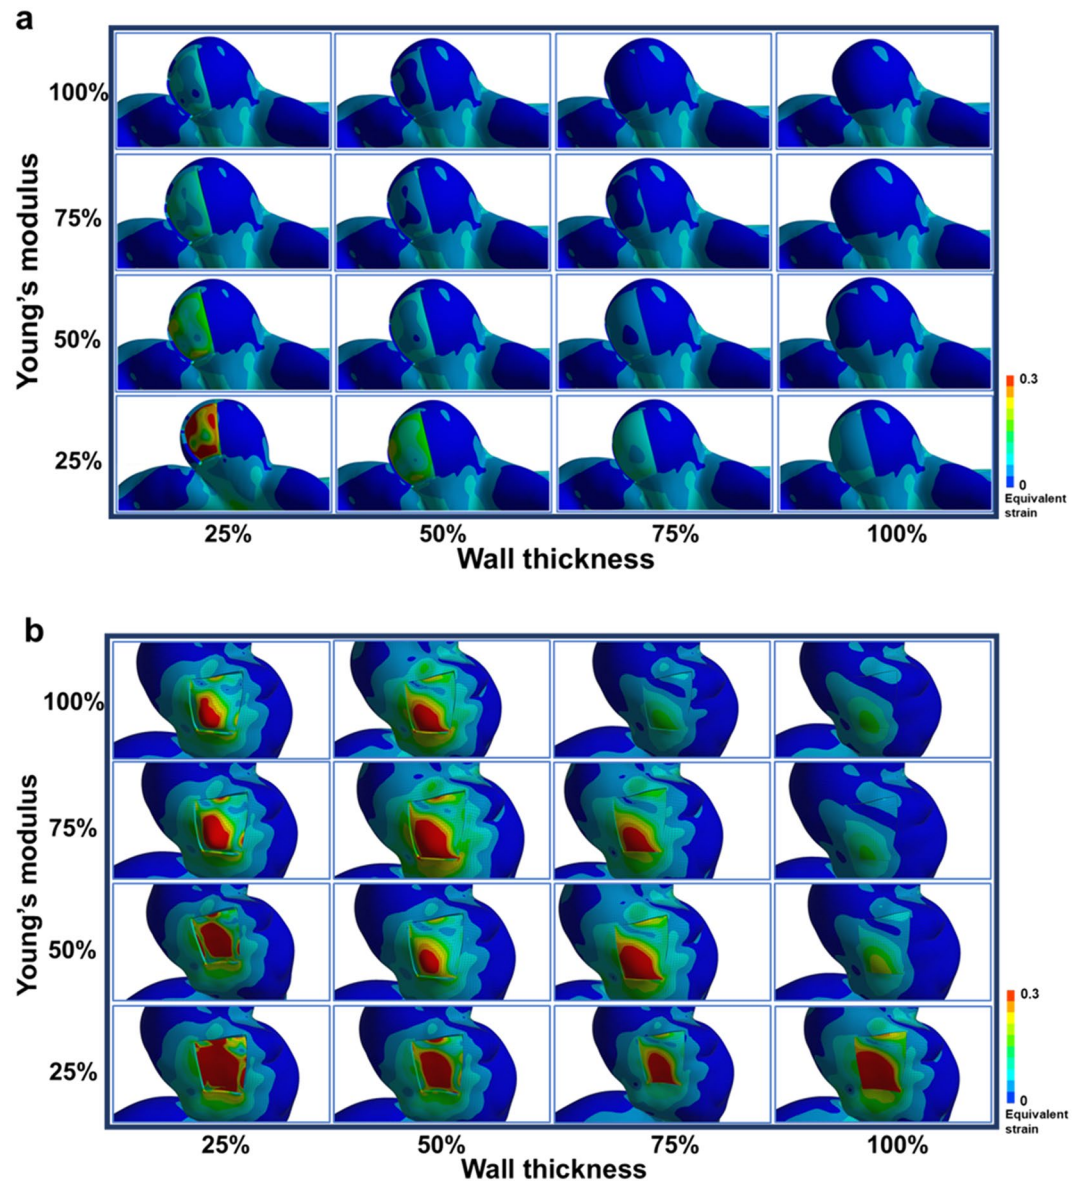 a
100%
75%
50%
25%
Young's modulus
0.3
0
Equivalent
strain
25% 50% 75% 100%
Wall thickness
b
100%
75%
50%
25%
Young's modulus
0.3
0
Equivalent
strain
25% 50% 75% 100%
Wall thickness